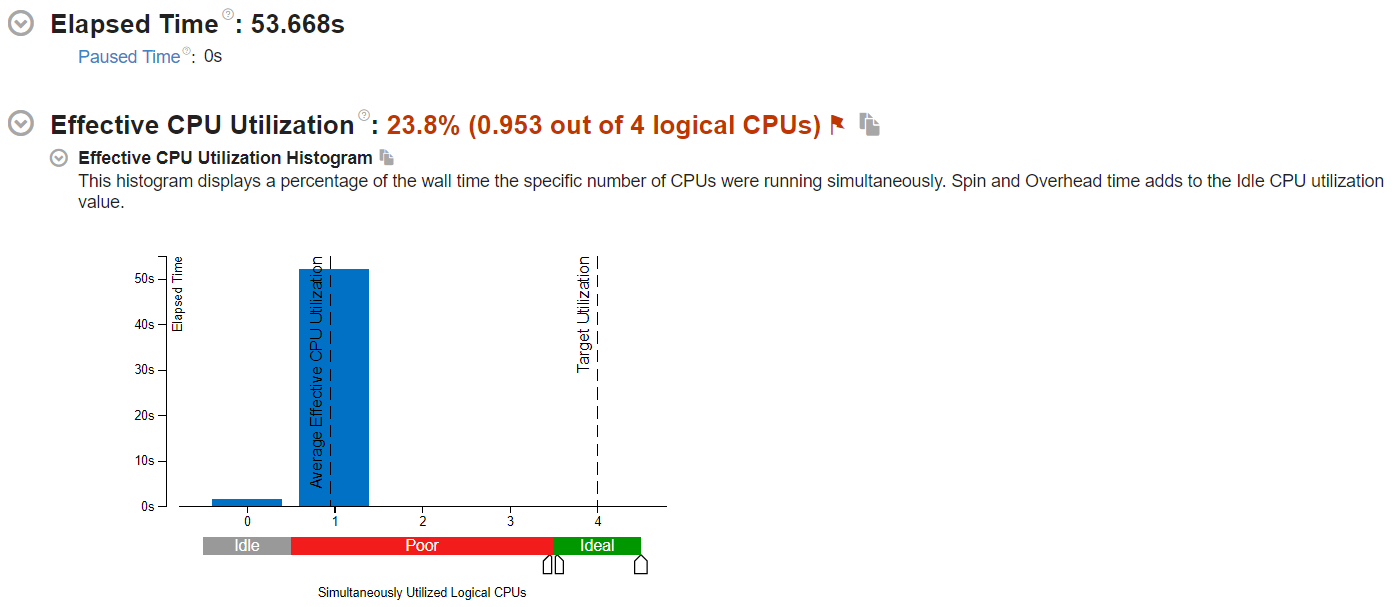 Elapsed Time ?: 53.668s
Paused Time ?: 0s
Effective CPU Utilization ?: 23.8% (0.953 out of 4 logical CPUs)
Effective CPU Utilization Histogram
This histogram displays a percentage of the wall time the specific number of CPUs were running simultaneously. Spin and Overhead time adds to the Idle CPU utilization
value.
Elapsed Time
Average Effective CPU Utilization
Target Utilization
50s
40s
30s
20s
10s
0s
0 1 2 3 4
Idle Poor Ideal
Simultaneously Utilized Logical CPUs